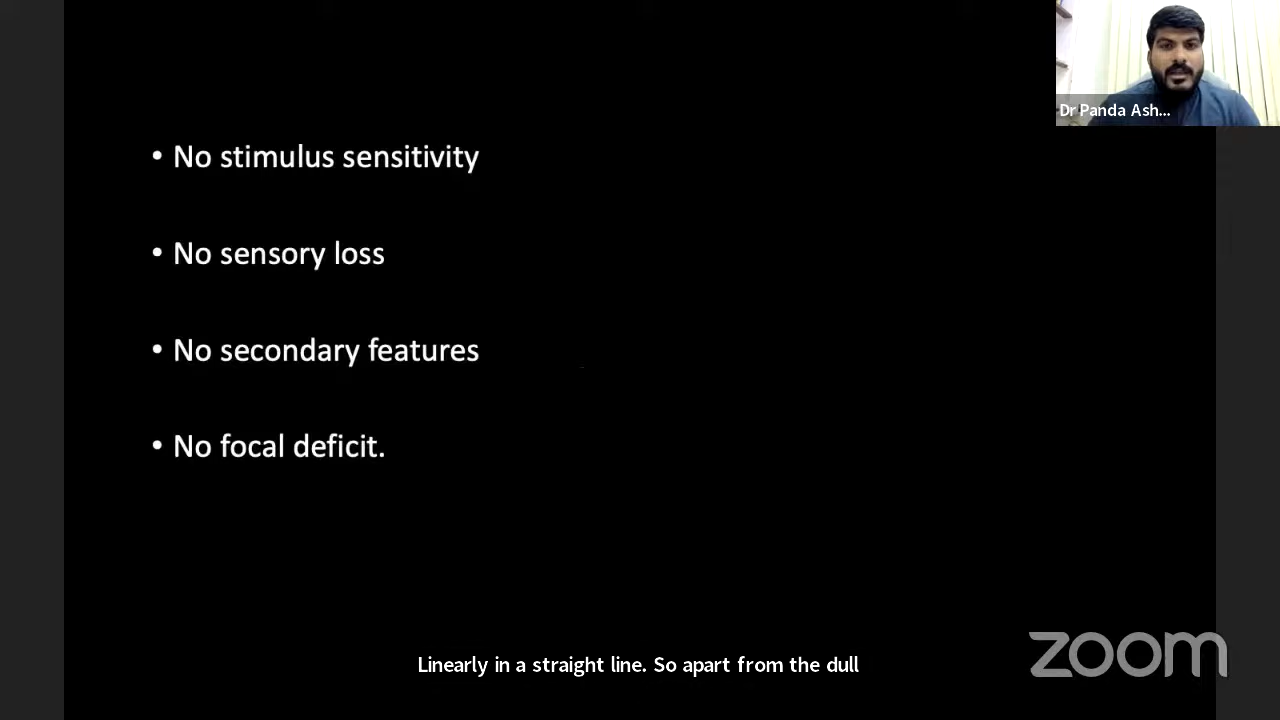 Dr Panda Ash...
• No stimulus sensitivity
• No sensory loss
• No secondary features
• No focal deficit.
Linearly in a straight line. So apart from the dull
zoom